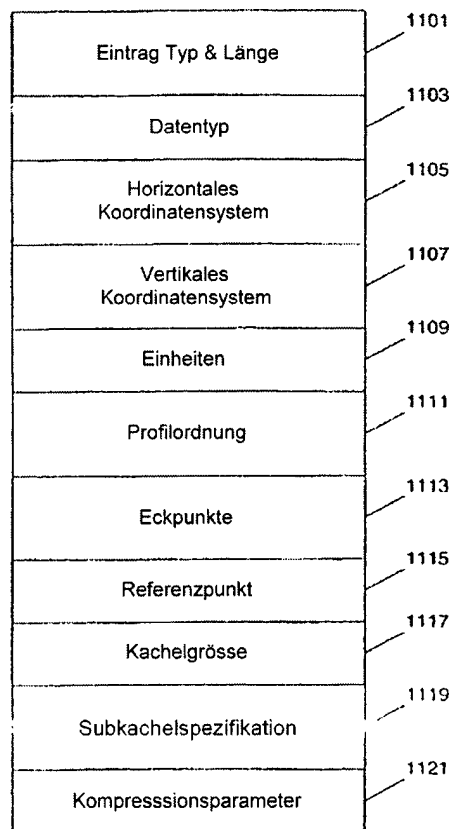 1101
Eintrag Typ & Länge
1103
Datentyp
1105
Horizontales
Koordinatensystem
1107
Vertikales
Koordinatensystem
1109
Einheiten
1111
Profilordnung
1113
Eckpunkte
1115
Referenzpunkt
1117
Kachelgrösse
1119
Subkachelspezifikation
1121
Kompresssionsparameter